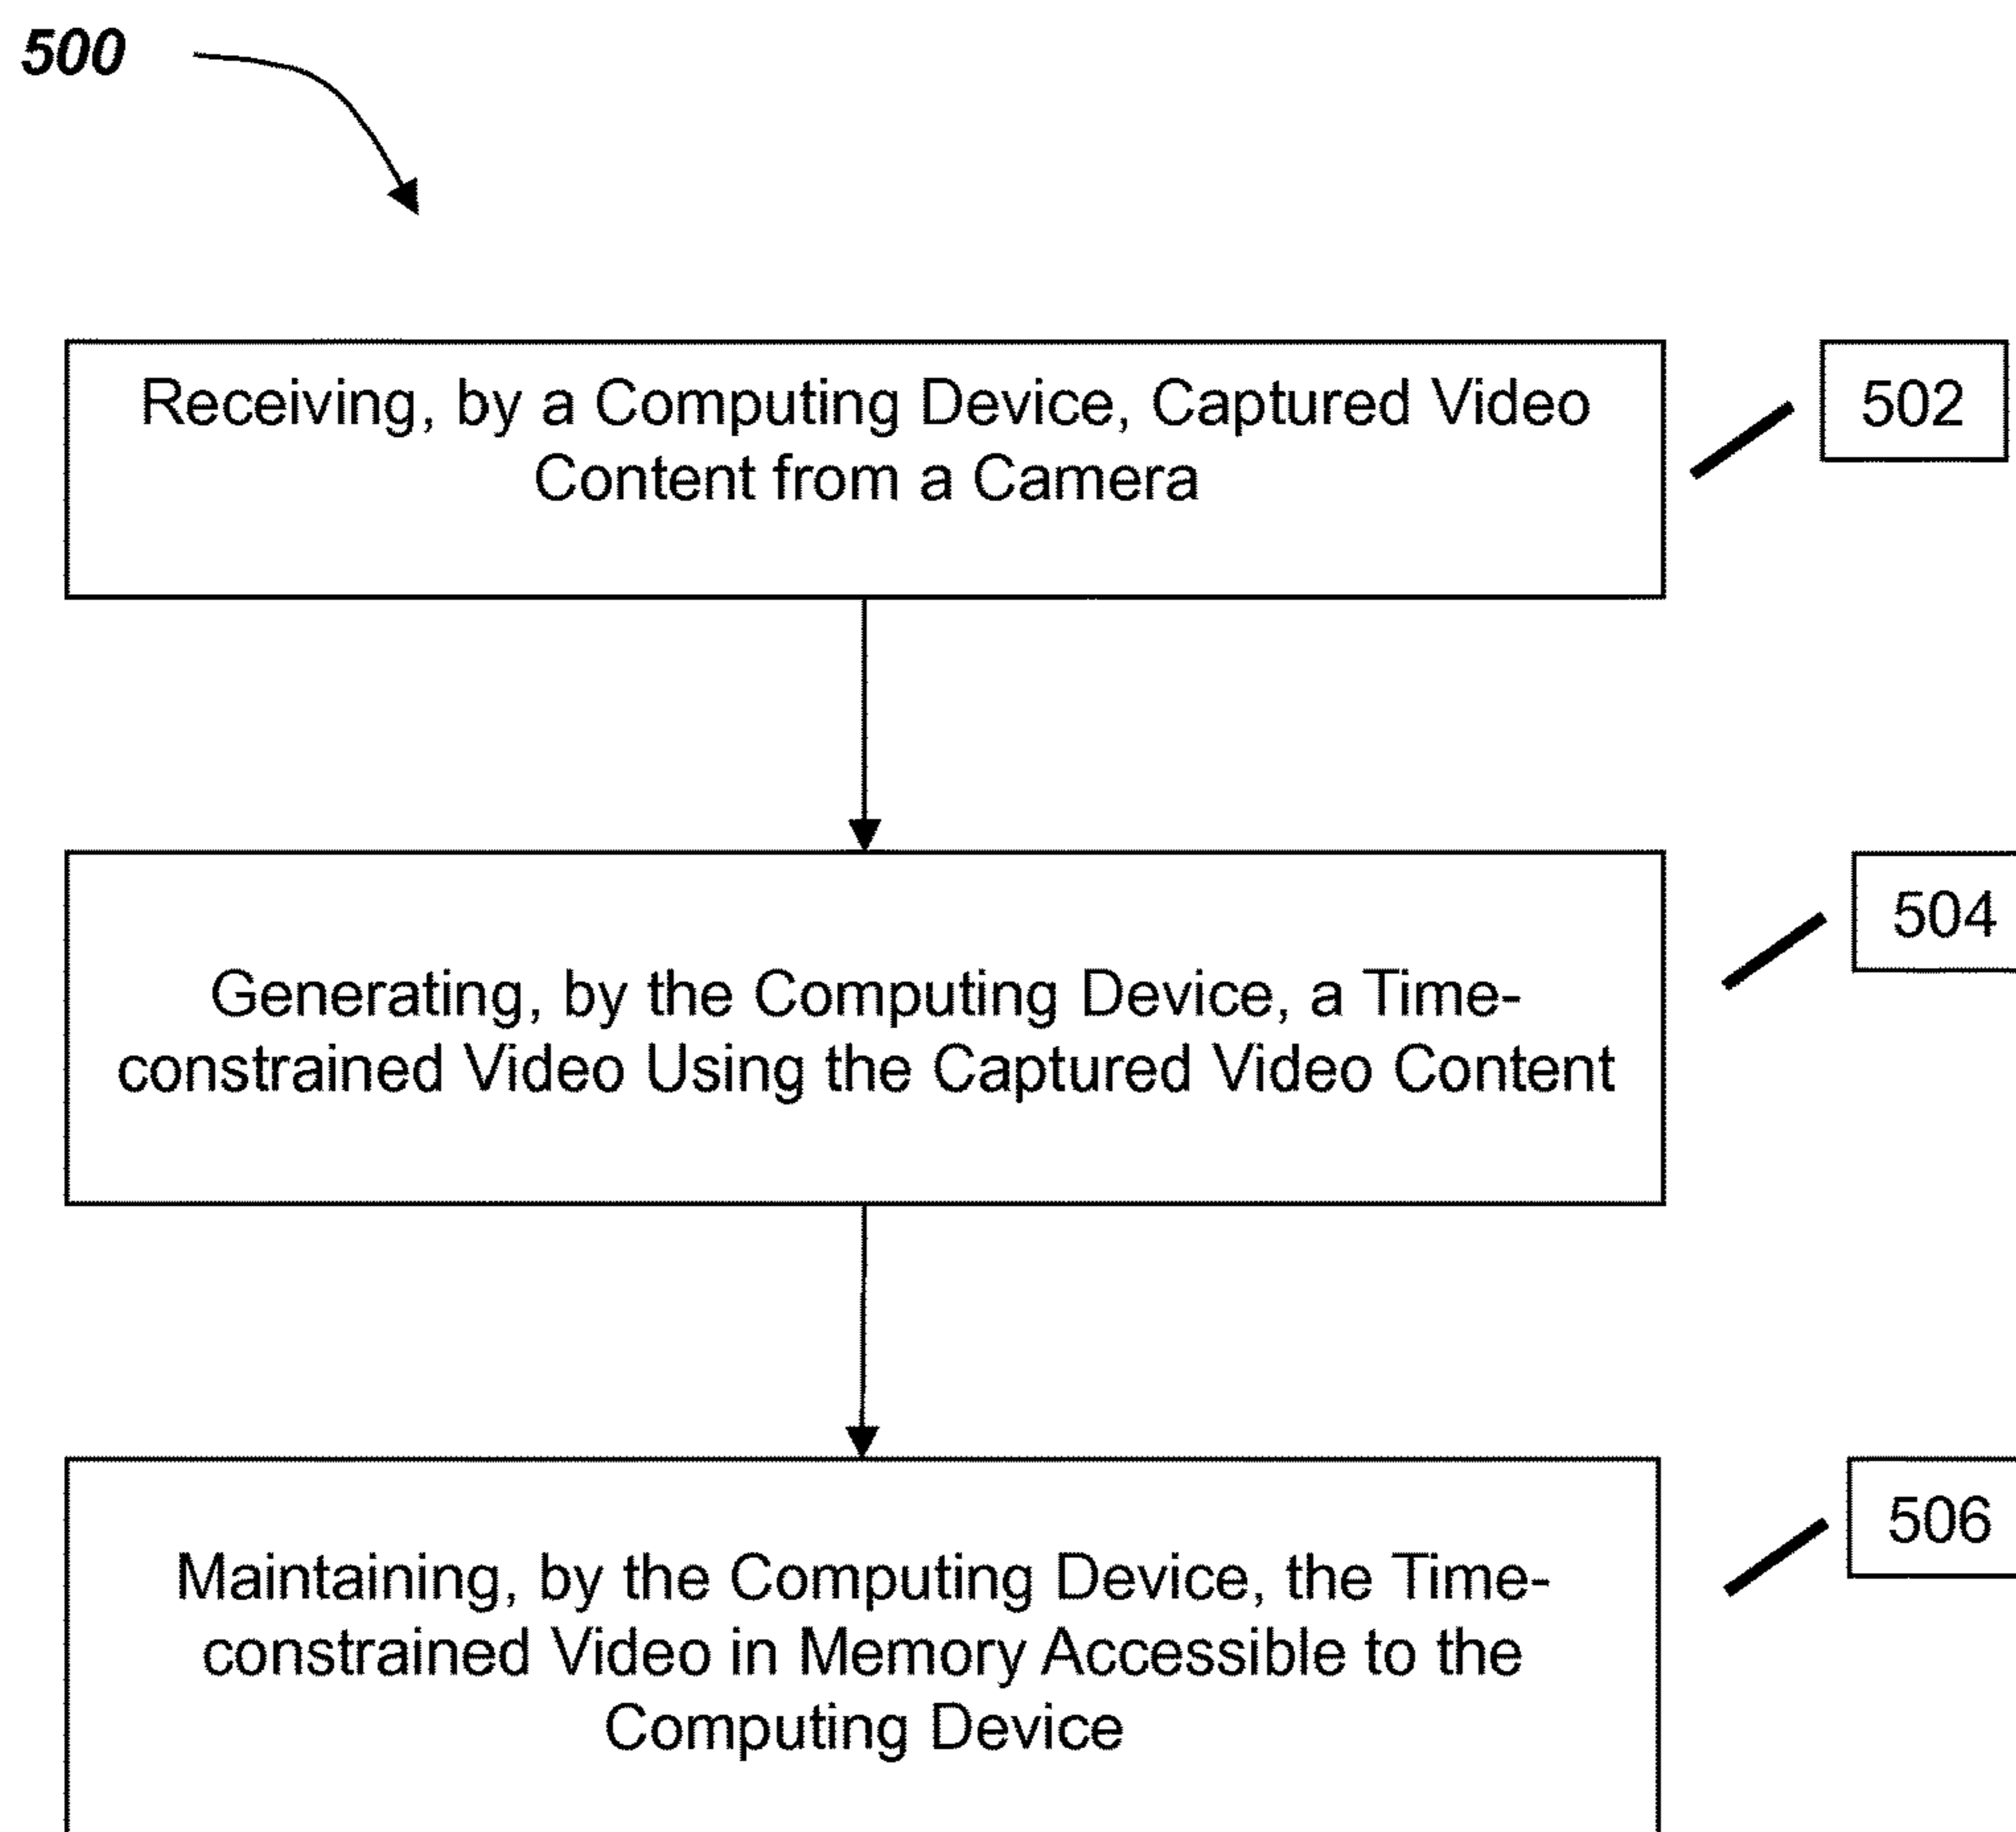 500
Receiving, by a Computing Device, Captured Video
Content from a Camera
502
Generating, by the Computing Device, a Time-
constrained Video Using the Captured Video Content
504
Maintaining, by the Computing Device, the Time-
constrained Video in Memory Accessible to the
Computing Device
506